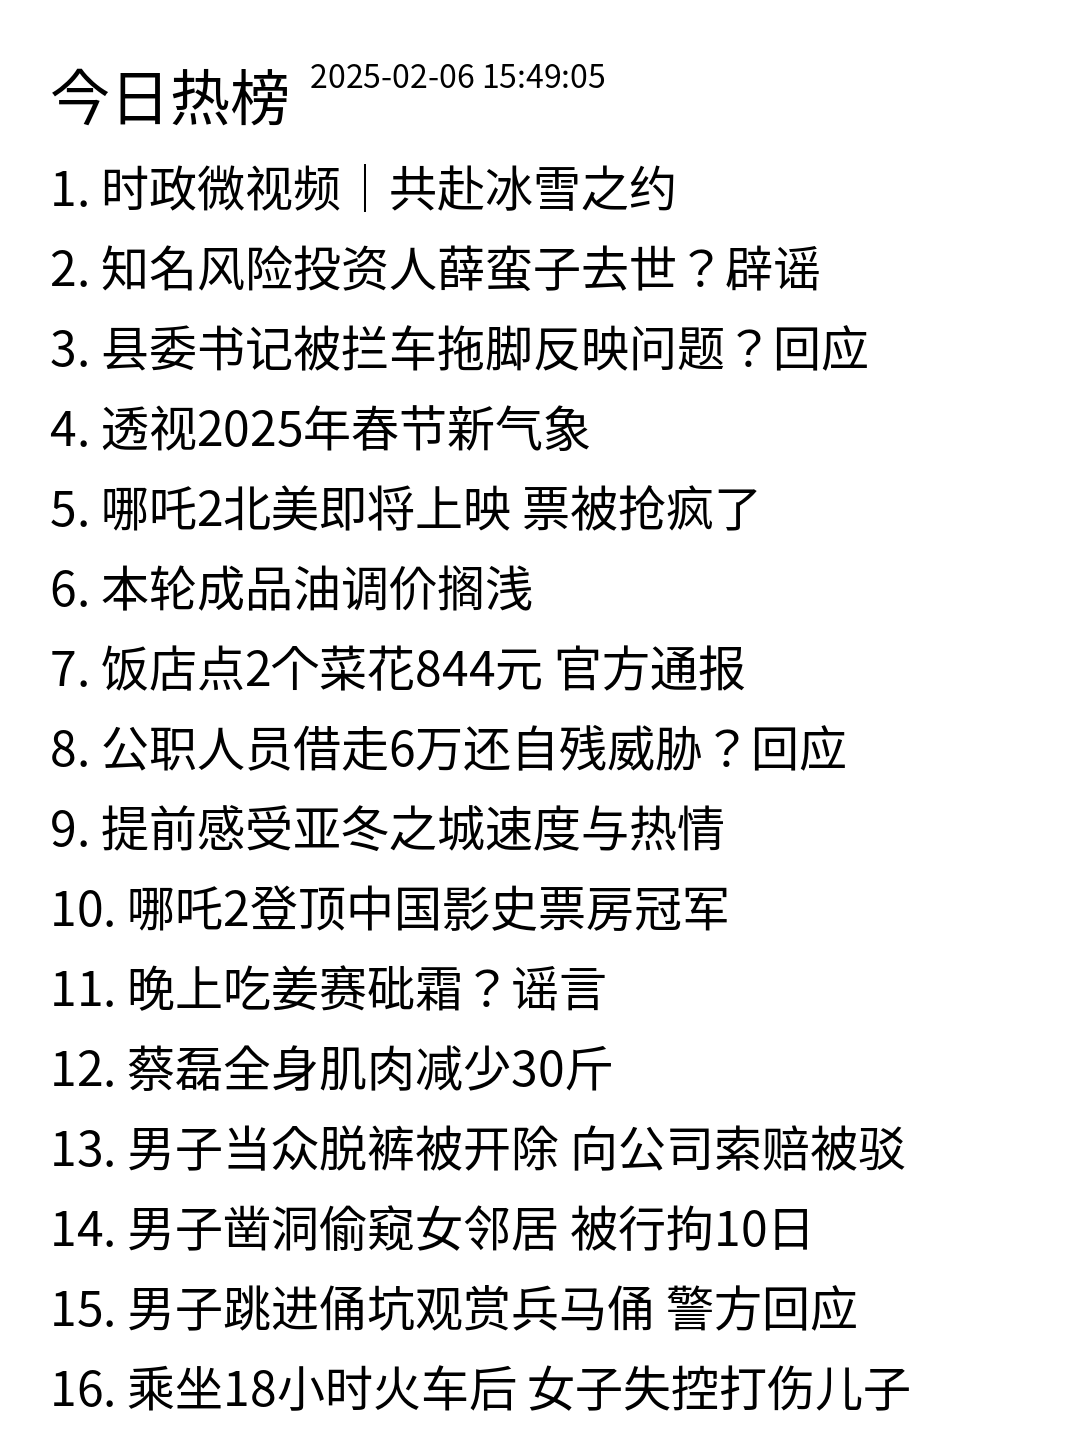 今日热榜 2025-02-06 15:49:05
1. 时政微视频｜共赴冰雪之约
2. 知名风险投资人薛蛮子去世？辟谣
3. 县委书记被拦车拖脚反映问题？回应
4. 透视2025年春节新气象
5. 哪吒2北美即将上映 票被抢疯了
6. 本轮成品油调价搁浅
7. 饭店点2个菜花844元 官方通报
8. 公职人员借走6万还自残威胁？回应
9. 提前感受亚冬之城速度与热情
10. 哪吒2登顶中国影史票房冠军
11. 晚上吃姜赛砒霜？谣言
12. 蔡磊全身肌肉减少30斤
13. 男子当众脱裤被开除 向公司索赔被驳
14. 男子凿洞偷窥女邻居 被行拘10日
15. 男子跳进俑坑观赏兵马俑 警方回应
16. 乘坐18小时火车后 女子失控打伤儿子